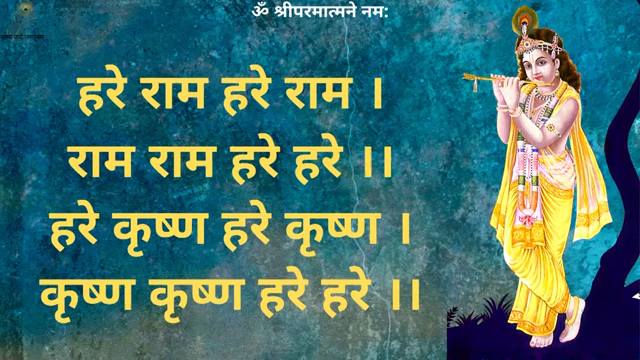 ॐ श्रीपरमात्मने नम:
हरे राम हरे राम ।
राम राम हरे हरे ।।
हरे कृष्ण हरे कृष्ण ।
कृष्ण कृष्ण हरे हरे ।।